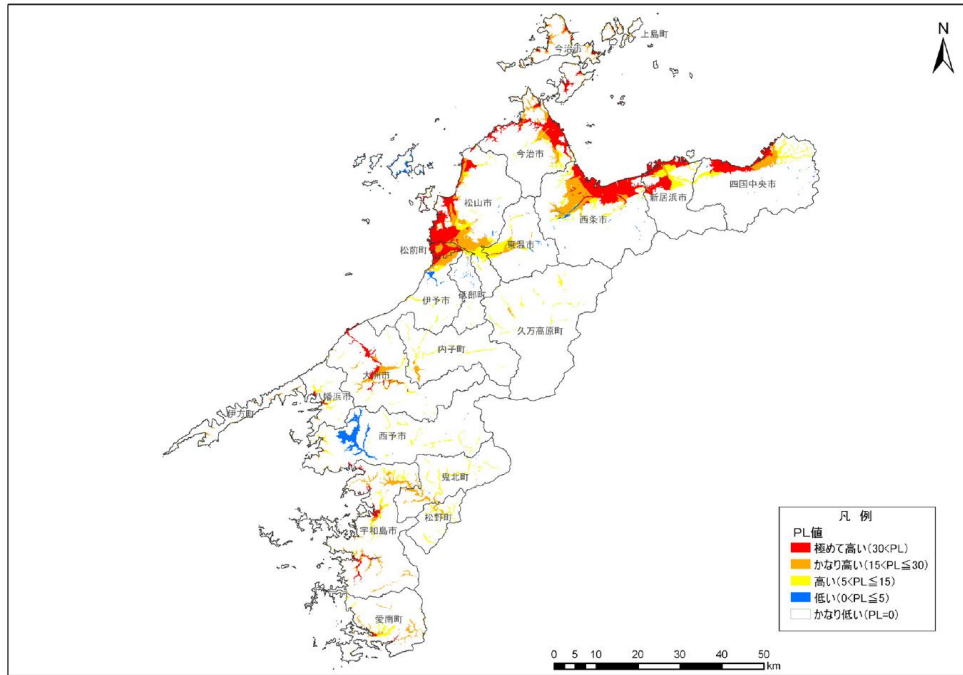 上島町
今治市
N
今治市
四国中央市
新居浜市
松山市
西条市
東温市
松前町
伊予市
砥部町
久万高原町
内子町
大洲市
八幡浜市
伊方町
西予市
鬼北町
松野町
宇和島市
愛南町
凡 例
PL値
極めて高い(30<PL)
かなり高い(15<PL≦30)
高い(5<PL≦15)
低い(0<PL≦5)
かなり低い(PL=0)
0 5 10 20 30 40 50
km